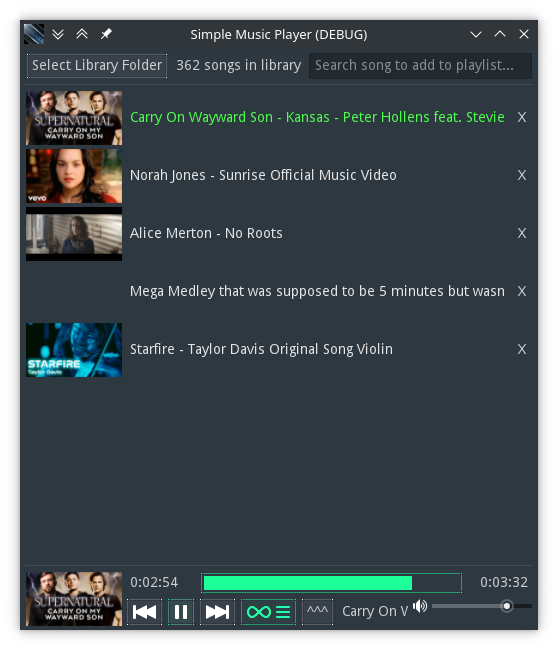 Simple Music Player (DEBUG)
Select Library Folder 362 songs in library Search song to add to playlist...
SUPERNATURAL
CARRY ON MY
WAYWARD SON
Carry On Wayward Son - Kansas - Peter Hollens feat. Stevie X
vevo
Norah Jones - Sunrise Official Music Video X
Alice Merton - No Roots X
Mega Medley that was supposed to be 5 minutes but wasn X
STARFIRE
Taylor Davis
Starfire - Taylor Davis Original Song Violin X
SUPERNATURAL
CARRY ON MY
WAYWARD SON
0:02:54 0:03:32
^^^ Carry On W